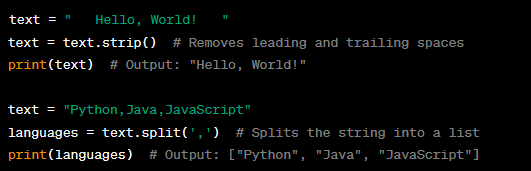 text = "   Hello, World!   "
text = text.strip()  # Removes leading and trailing spaces
print(text)  # Output: "Hello, World!"
text = "Python,Java,JavaScript"
languages = text.split(',')  # Splits the string into a list
print(languages)  # Output: ["Python", "Java", "JavaScript"]